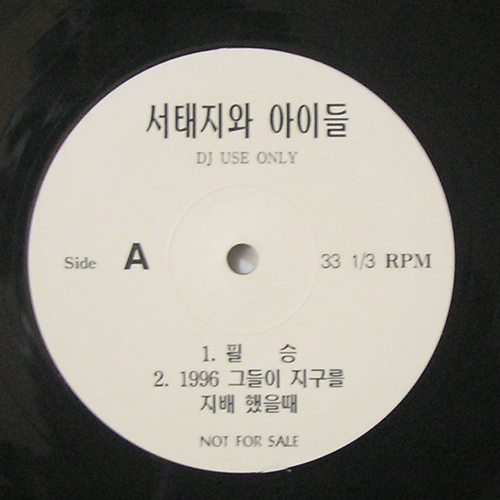 서태지와 아이들
DJ USE ONLY
Side A 33 1/3 RPM
1. 필 승
2. 1996 그들이 지구를
지배 했을때
NOT FOR SALE